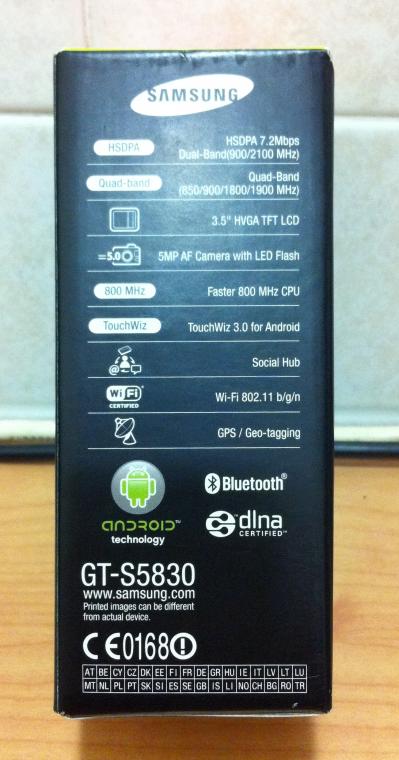 SAMSUNG
HSDPA
HSDPA 7.2Mbps
Dual-Band(900/2100 MHz)
Quad-band
Quad-Band
(850/900/1800/1900 MHz)
3.5" HVGA TFT LCD
5.0
5MP AF Camera with LED Flash
800 MHz
Faster 800 MHz CPU
TouchWiz
TouchWiz 3.0 for Android
Social Hub
Wi Fi
CERTIFIED
Wi-Fi 802.11 b/g/n
GPS / Geo-tagging
ANDROID™
technology
Bluetooth®
dlna
CERTIFIED™
GT-S5830
www.samsung.com
Printed images can be different
from actual device.
CE0168!
AT BE CY CZ DK EE FI FR DE GR HU IE IT LV LT LU
MT NL PL PT SK SI ES SE GB IS LI NO CH BG RO TR